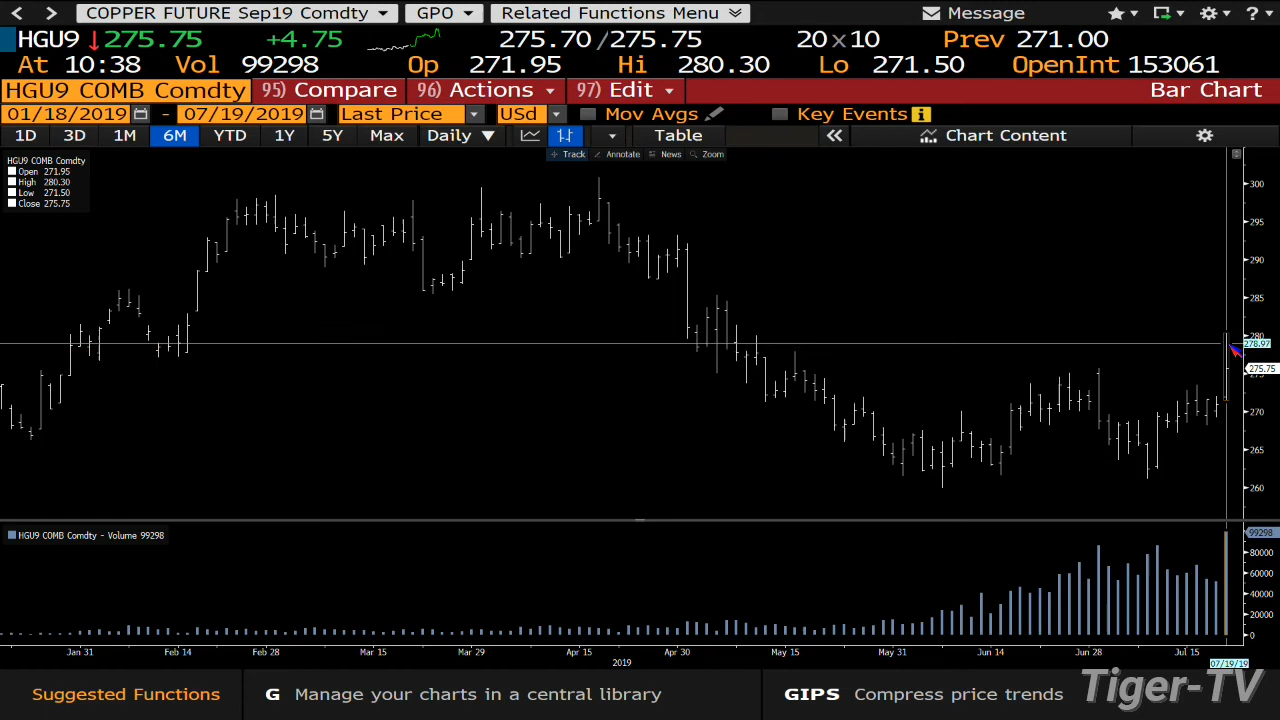 COPPER FUTURE Sep19 Comdty GPO Related Functions Menu Message ?
HGU9 ↓275.75 +4.75 275.70/275.75 20×10 Prev 271.00
At 10:38 Vol 99298 Op 271.95 Hi 280.30 Lo 271.50 OpenInt 153061
HGU9 COMB Comdty 95) Compare 96) Actions 97) Edit Bar Chart
01/18/2019 - 07/19/2019 Last Price USd Mov Avgs Key Events i
1D 3D 1M 6M YTD 1Y 5Y Max Daily ▼ Table « Chart Content
Track Annotate News Zoom
HGU9 COMB Comdty
Open 271.95
High 280.30
Low 271.50
Close 275.75
300
295
290
285
280
278.97
275.75
275
270
265
260
HGU9 COMB Comdty - Volume 99298
99298
80000
60000
40000
20000
0
Jan 31 Feb 14 Feb 28 Mar 15 Mar 29 Apr 15 Apr 30 May 15 May 31 Jun 14 Jun 28 Jul 15
2019 07/19/19
Suggested Functions G Manage your charts in a central library GIPS Compress price trends
Tiger-TV